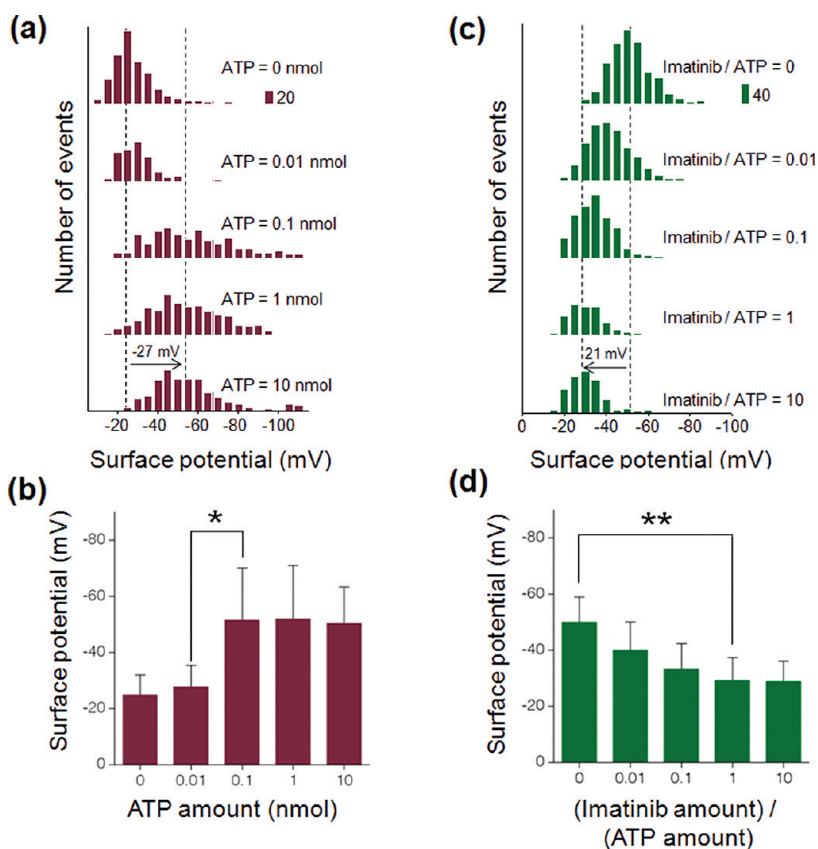 (a)
ATP = 0 nmol
20
ATP = 0.01 nmol
ATP = 0.1 nmol
ATP = 1 nmol
-27 mV
ATP = 10 nmol
Number of events
-20 -40 -60 -80 -100
Surface potential (mV)
(c)
Imatinib / ATP = 0
40
Imatinib / ATP = 0.01
Imatinib / ATP = 0.1
Imatinib / ATP = 1
21 mV
Imatinib / ATP = 10
Number of events
0 -20 -40 -60 -80 -100
Surface potential (mV)
(b)
*
-80
-60
-40
-20
0
Surface potential (mV)
0 0.01 0.1 1 10
ATP amount (nmol)
(d)
**
-80
-60
-40
-20
0
Surface potential (mV)
0 0.01 0.1 1 10
(Imatinib amount) /
(ATP amount)